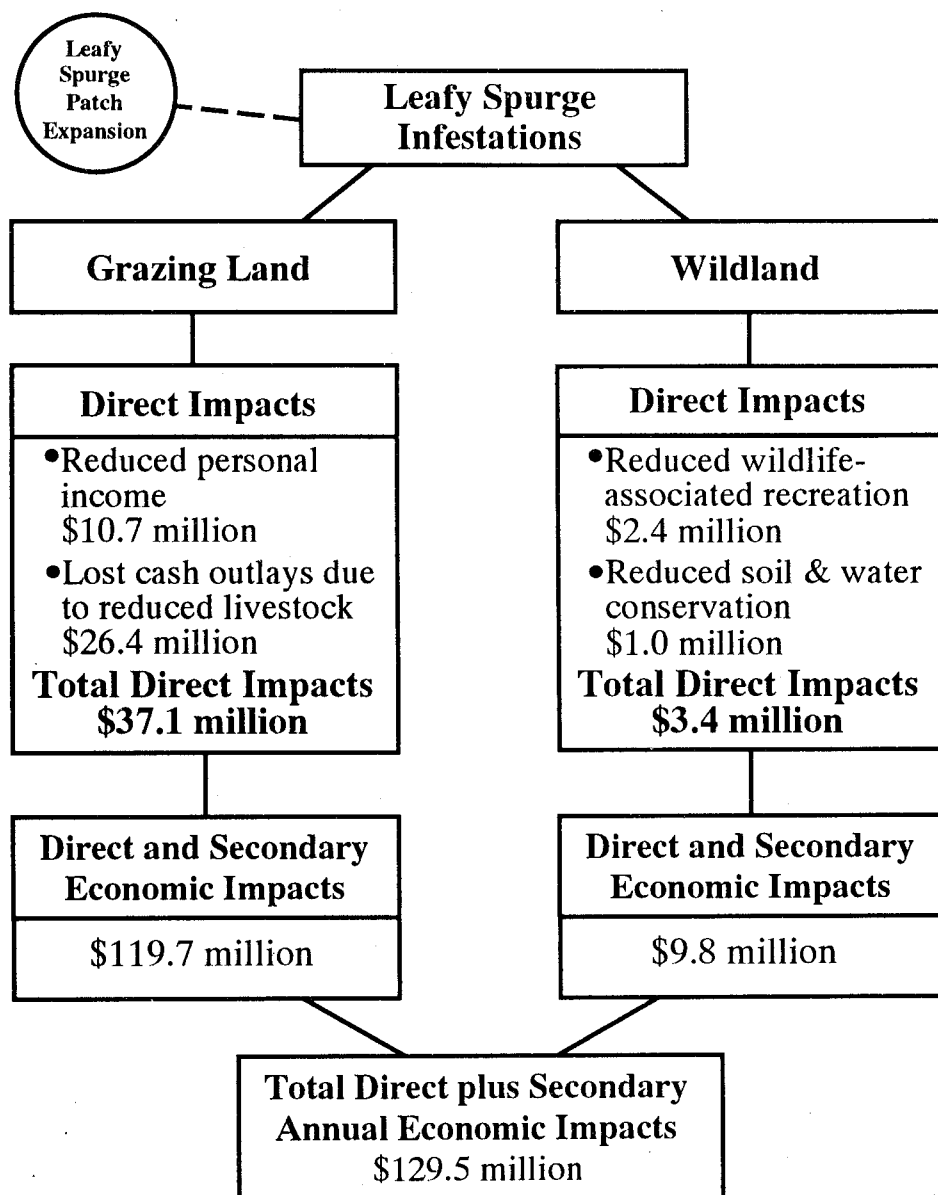 Leafy
Spurge
Patch
Expansion
Leafy Spurge
Infestations
Grazing Land
Wildland
Direct Impacts
•Reduced personal
income
$10.7 million
•Lost cash outlays due
to reduced livestock
$26.4 million
Total Direct Impacts
$37.1 million
Direct Impacts
•Reduced wildlife-
associated recreation
$2.4 million
•Reduced soil & water
conservation
$1.0 million
Total Direct Impacts
$3.4 million
Direct and Secondary
Economic Impacts
$119.7 million
Direct and Secondary
Economic Impacts
$9.8 million
Total Direct plus Secondary
Annual Economic Impacts
$129.5 million